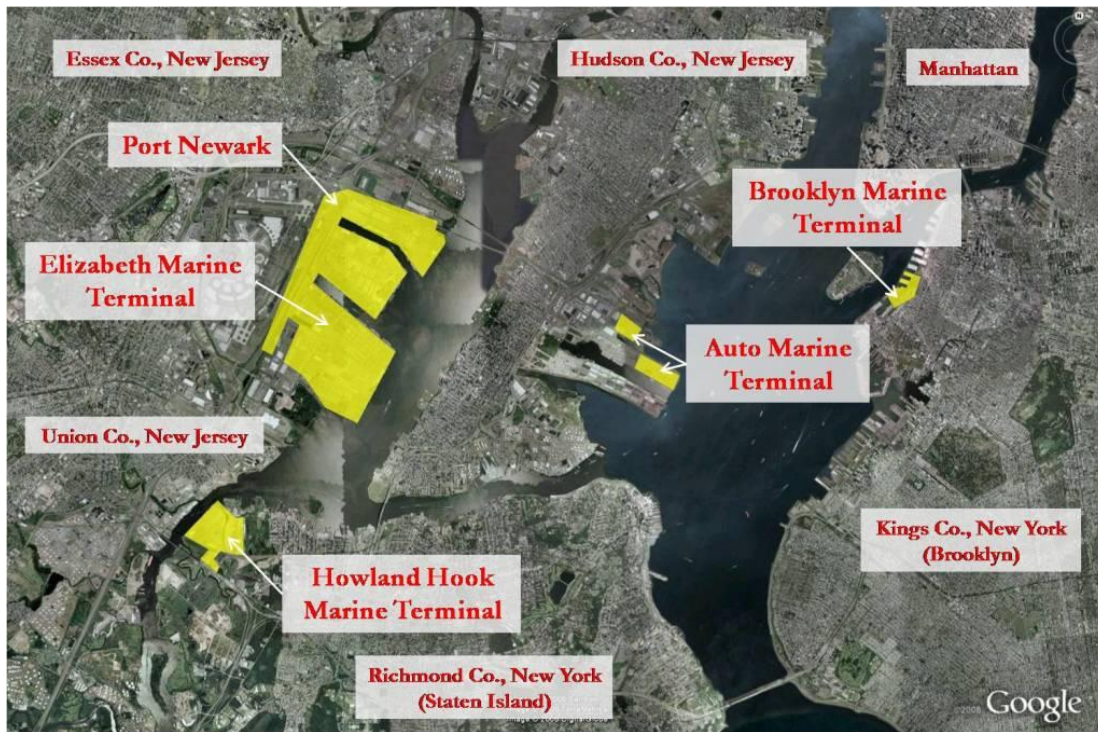 Essex Co., New Jersey
Hudson Co., New Jersey
Manhattan
Port Newark
Brooklyn Marine
Terminal
Elizabeth Marine
Terminal
Auto Marine
Terminal
Union Co., New Jersey
Kings Co., New York
(Brooklyn)
Howland Hook
Marine Terminal
Richmond Co., New York
(Staten Island)
©2008 Google
N